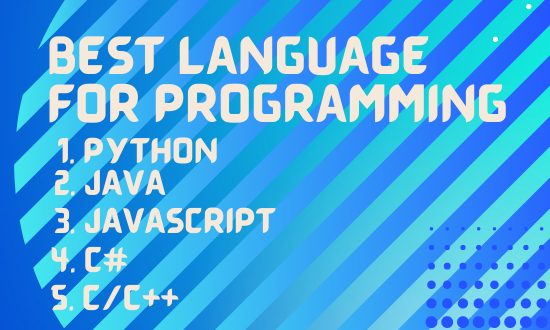 BEST LANGUAGE
FOR PROGRAMMING
1. PYTHON
2. JAVA
3. JAVASCRIPT
4. C#
5. C/C++